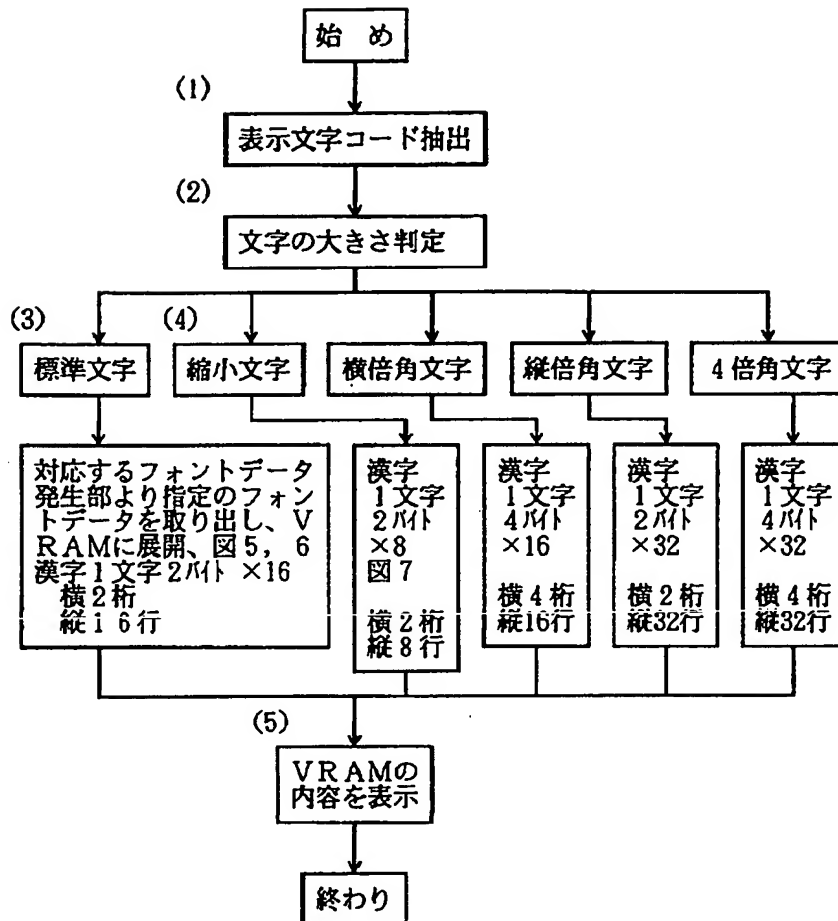 始 め
(1)
表示文字コード抽出
(2)
文字の大きさ判定
(3)
標準文字
(4)
縮小文字
横倍角文字
縦倍角文字
4倍角文字
対応するフォントデータ
発生部より指定のフォン
トデータを取り出し、V
RAMに展開、図5,6
漢字1文字2バイト ×16
横2桁
縦16行
漢字
1文字
2バイト
×8
図7
横2桁
縦8行
漢字
1文字
4バイト
×16
横4桁
縦16行
漢字
1文字
2バイト
×32
横2桁
縦32行
漢字
1文字
4バイト
×32
横4桁
縦32行
(5)
VRAMの
内容を表示
終わり